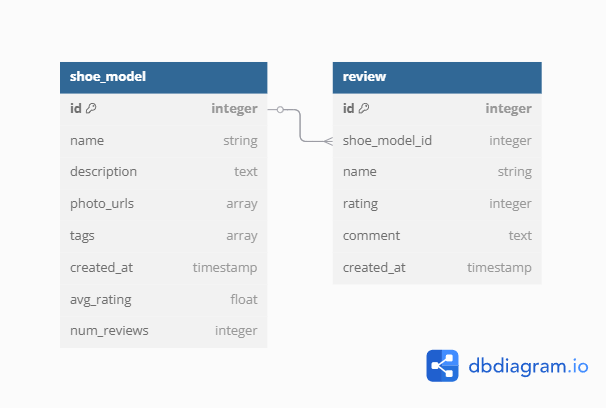 shoe_model
id integer
name string
description text
photo_urls array
tags array
created_at timestamp
avg_rating float
num_reviews integer
review
id integer
shoe_model_id integer
name string
rating integer
comment text
created_at timestamp
dbdiagram.io